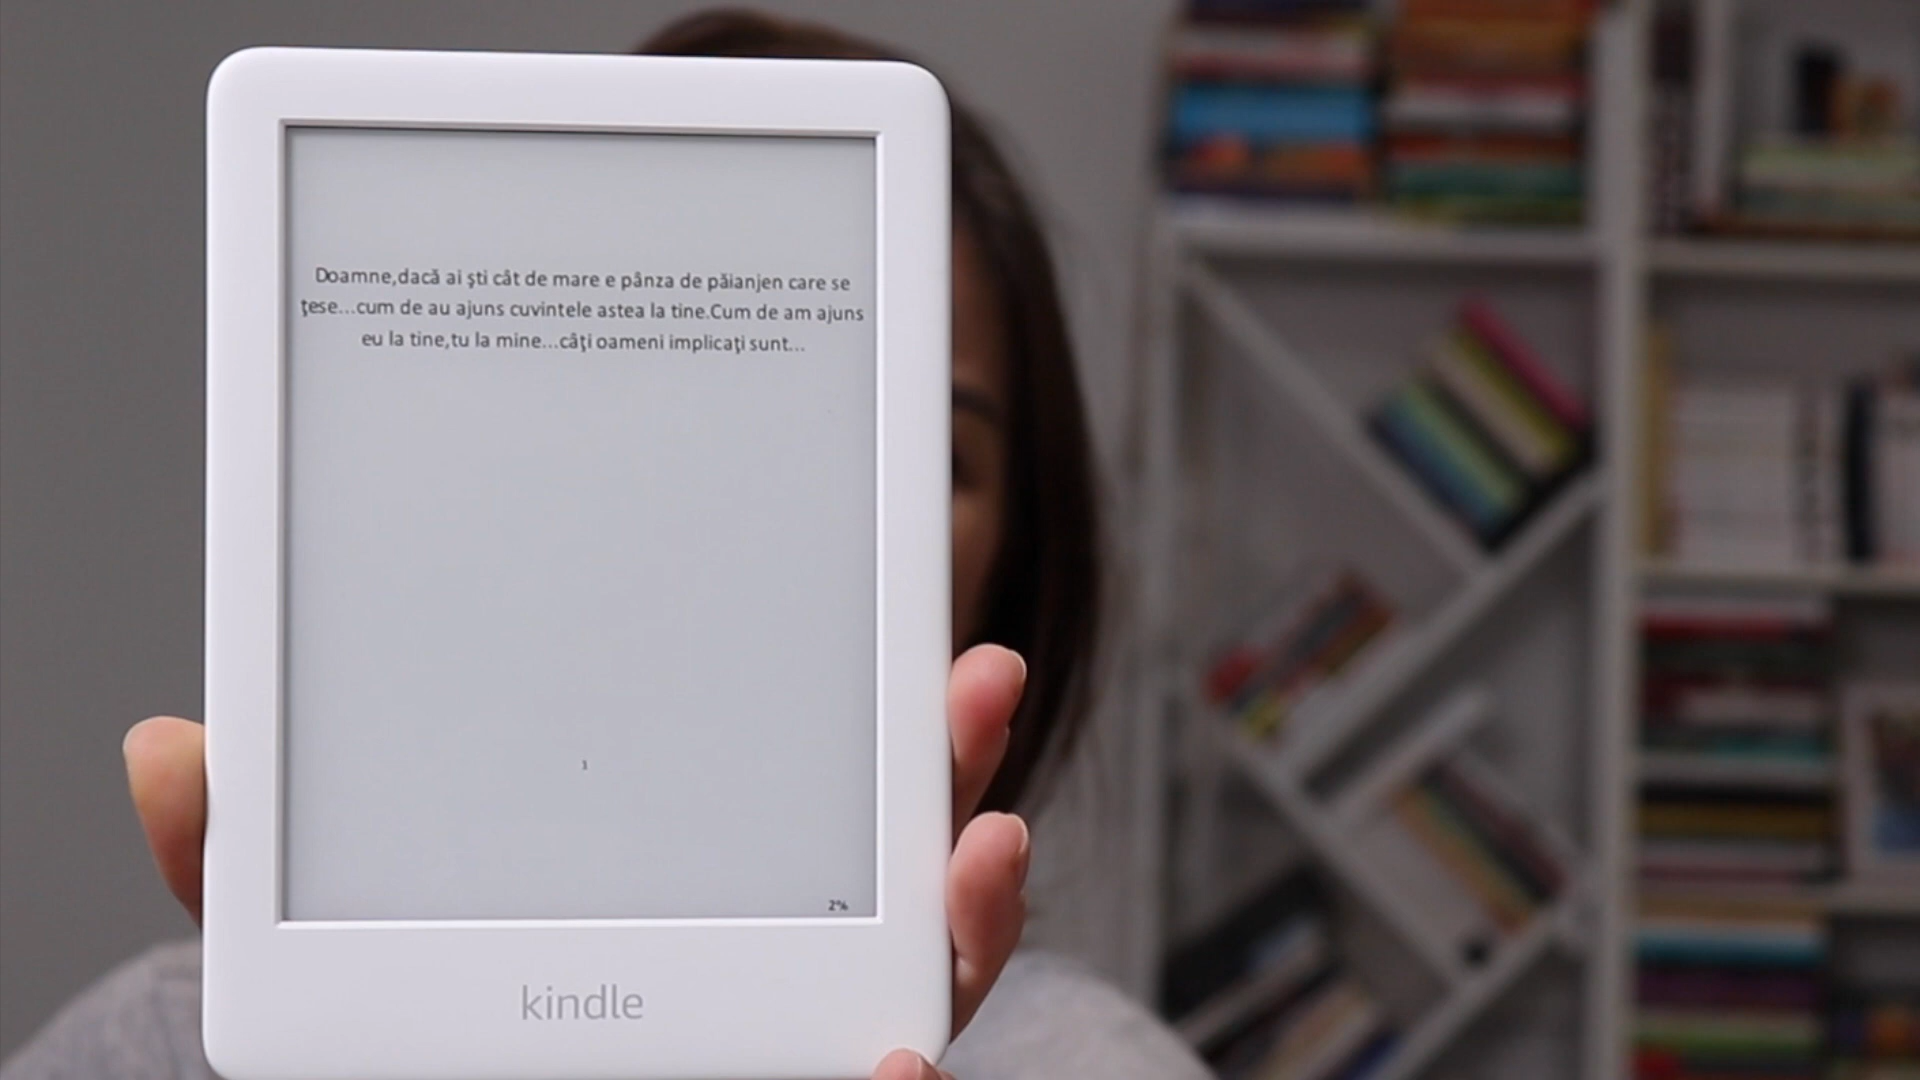 Doamne,dacă ai şti cât de mare e pânza de păianjen care se
ţese...cum de au ajuns cuvintele astea la tine.Cum de am ajuns
eu la tine,tu la mine...câţi oameni implicaţi sunt...
1
2%
kindle